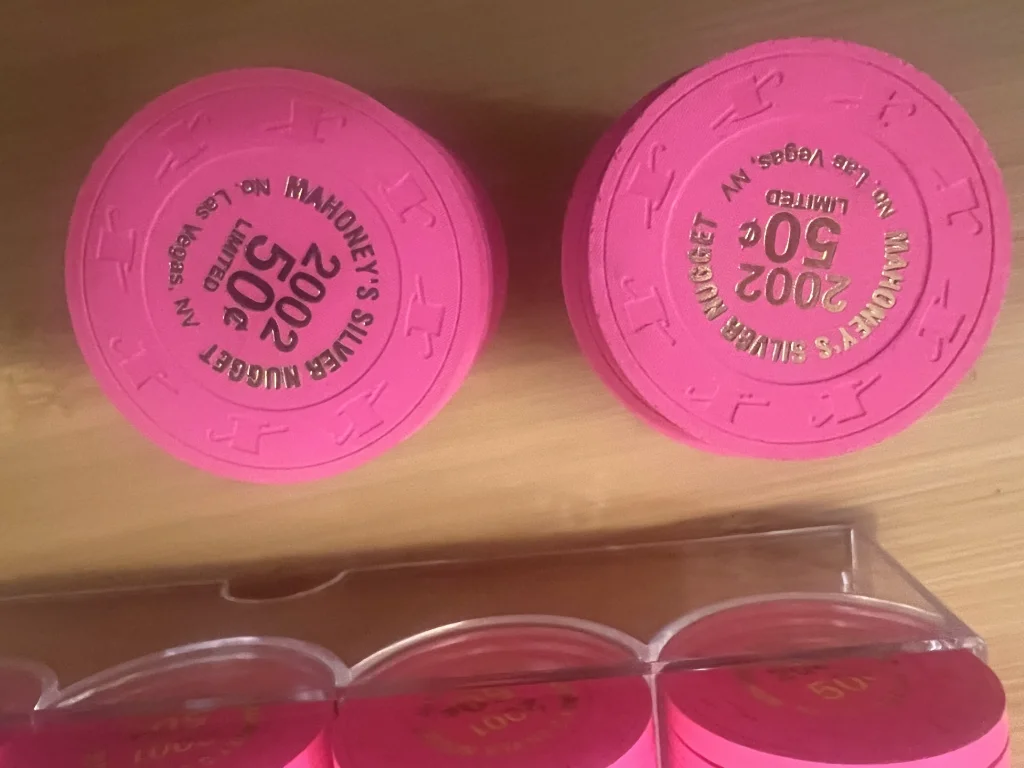 MAHONEY'S SILVER NUGGET
2002
50¢
LIMITED
No. Las Vegas, NV
MAHONEY'S SILVER NUGGET
2002
50¢
LIMITED
No. Las Vegas, NV
50